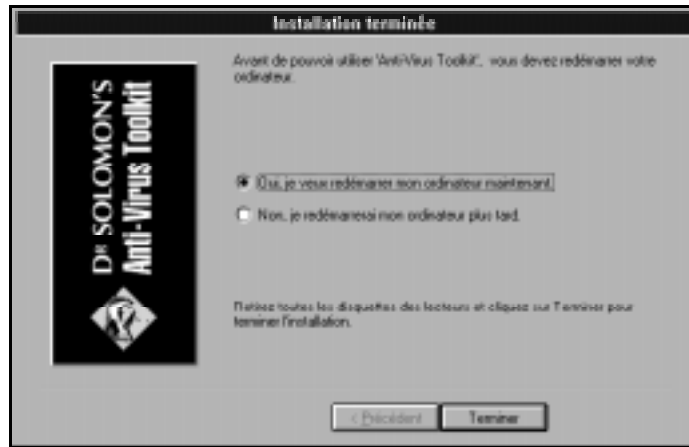 Installation terminée
Avant de pouvoir utiliser 'Anti-Virus Toolkit', vous devez redémarrer votre
ordinateur.
Oui, je veux redémarrer mon ordinateur maintenant.
Non, je redémarrerai mon ordinateur plus tard.
Retirez toutes les disquettes des lecteurs et cliquez sur Terminer pour
terminer l'installation.
DR SOLOMON'S
Anti-Virus Toolkit
< Précédent
Terminer